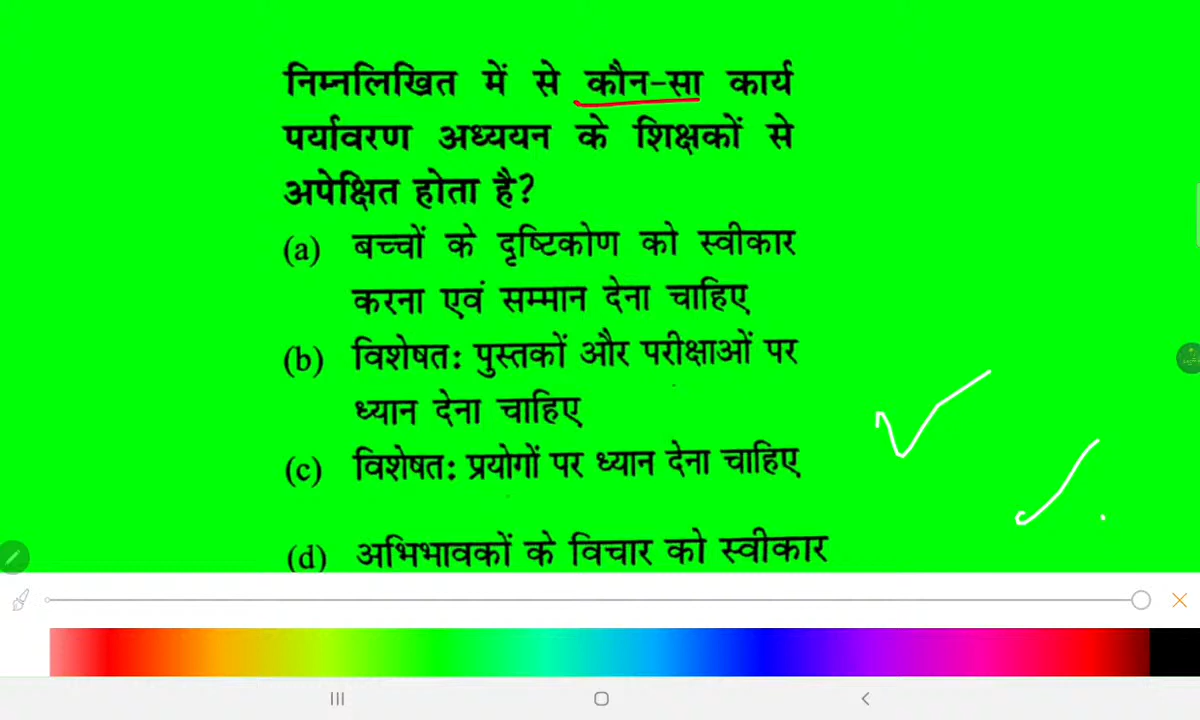 निम्नलिखित में से कौन-सा कार्य
पर्यावरण अध्ययन के शिक्षकों से
अपेक्षित होता है?
(a) बच्चों के दृष्टिकोण को स्वीकार
करना एवं सम्मान देना चाहिए
(b) विशेषतः पुस्तकों और परीक्षाओं पर
ध्यान देना चाहिए
(c) विशेषतः प्रयोगों पर ध्यान देना चाहिए
(d) अभिभावकों के विचार को स्वीकार